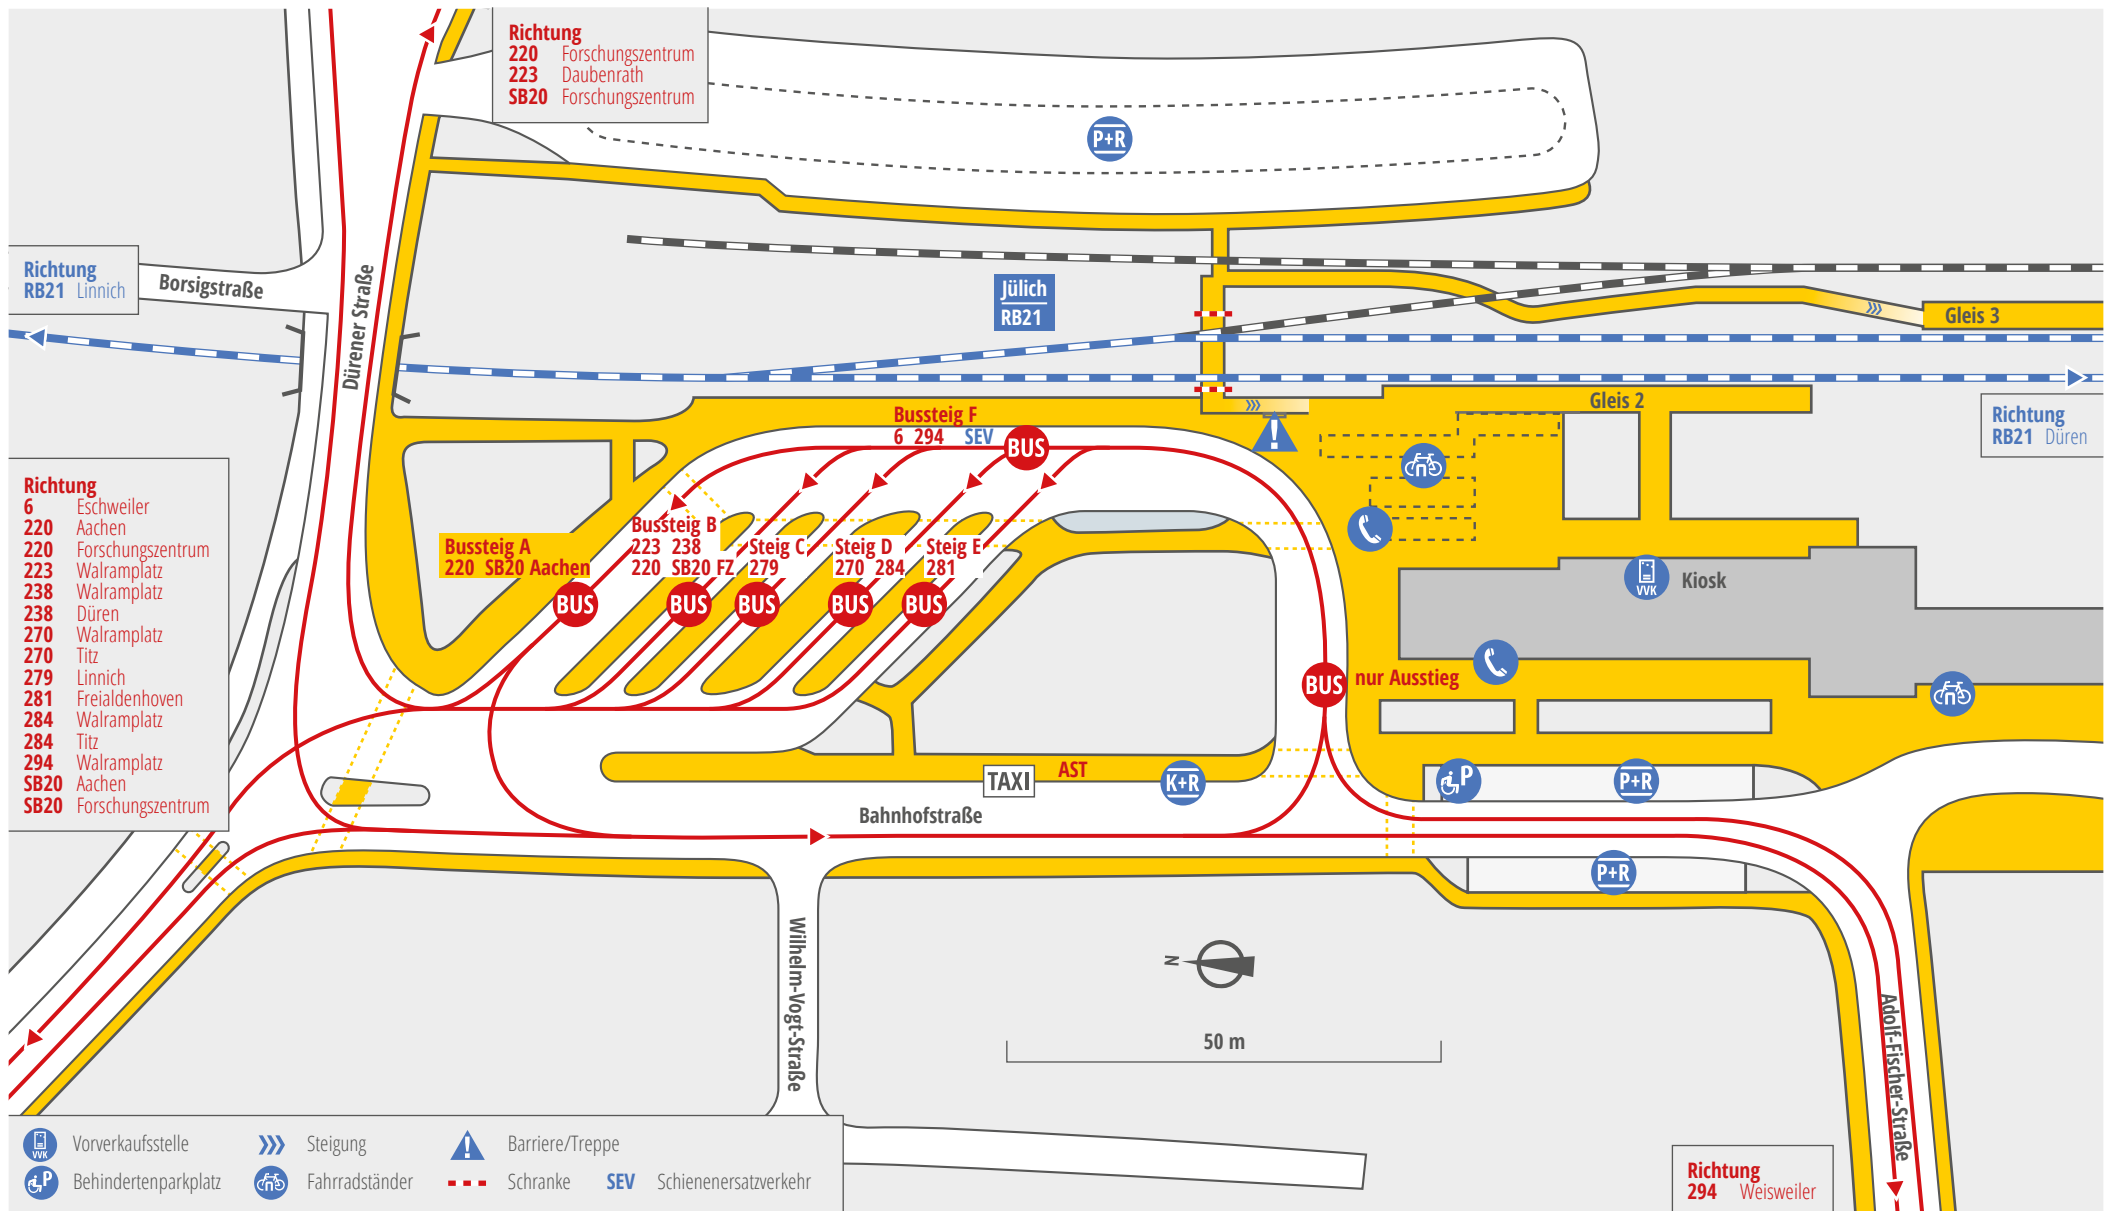 Richtung
220 Forschungszentrum
223 Daubenrath
SB20 Forschungszentrum
P+R
Richtung
RB21 Linnich
Borsigstraße
Dürener Straße
Jülich
RB21
Gleis 3
Gleis 2
Richtung
RB21 Düren
Bussteig F
6 294 SEV
BUS
!
Richtung
6 Eschweiler
220 Aachen
220 Forschungszentrum
223 Walramplatz
238 Walramplatz
238 Düren
270 Walramplatz
270 Titz
279 Linnich
281 Freialdenhoven
284 Walramplatz
284 Titz
294 Walramplatz
SB20 Aachen
SB20 Forschungszentrum
Bussteig A
220 SB20 Aachen
BUS
Bussteig B
223 238
220 SB20 FZ
BUS
Steig C
279
BUS
Steig D
270 284
BUS
Steig E
281
BUS
VVK
Kiosk
BUS nur Ausstieg
TAXI
AST
K+R
P
P+R
Bahnhofstraße
P+R
Wilhelm-Vogt-Straße
N
50 m
Adolf-Fischer-Straße
VVK Vorverkaufsstelle
Steigung
! Barriere/Treppe
P Behindertenparkplatz
Fahrradständer
Schranke
SEV Schienenersatzverkehr
Richtung
294 Weisweiler